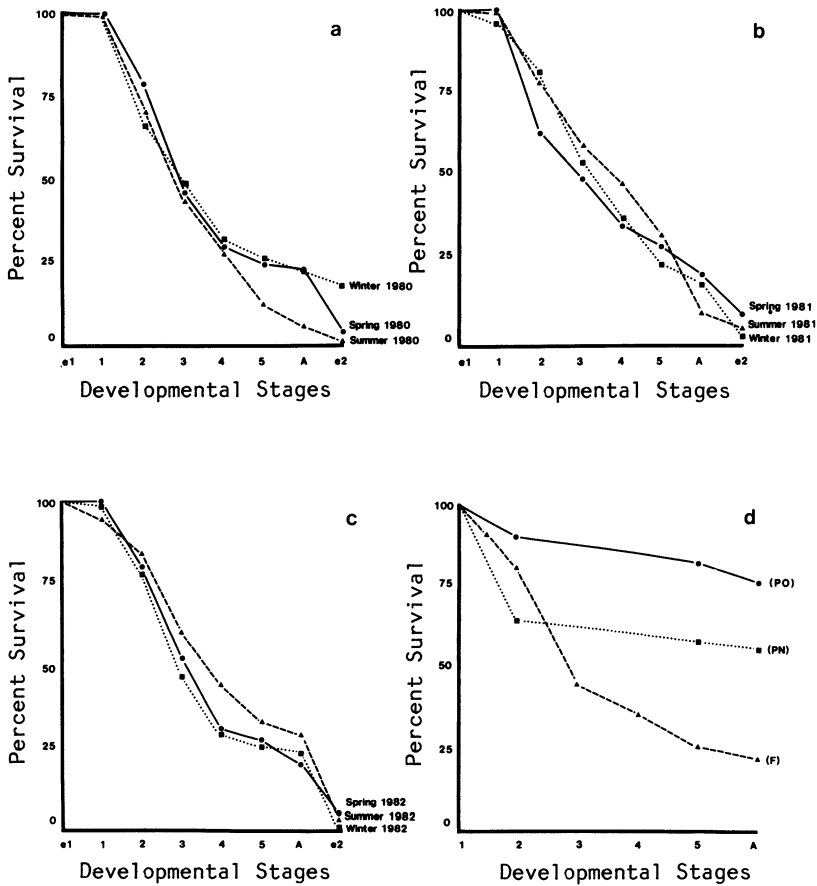 a
100
75
50
25
0
Percent Survival
Winter 1980
Spring 1980
Summer 1980
e1 1 2 3 4 5 A e2
Developmental Stages
b
100
75
50
25
0
Percent Survival
Spring 1981
Summer 1981
Winter 1981
e1 1 2 3 4 5 A e2
Developmental Stages
c
100
75
50
25
0
Percent Survival
Spring 1982
Summer 1982
Winter 1982
e1 1 2 3 4 5 A e2
Developmental Stages
d
100
75
50
25
0
Percent Survival
(PO)
(PN)
(F)
1 2 3 4 5 A
Developmental Stages